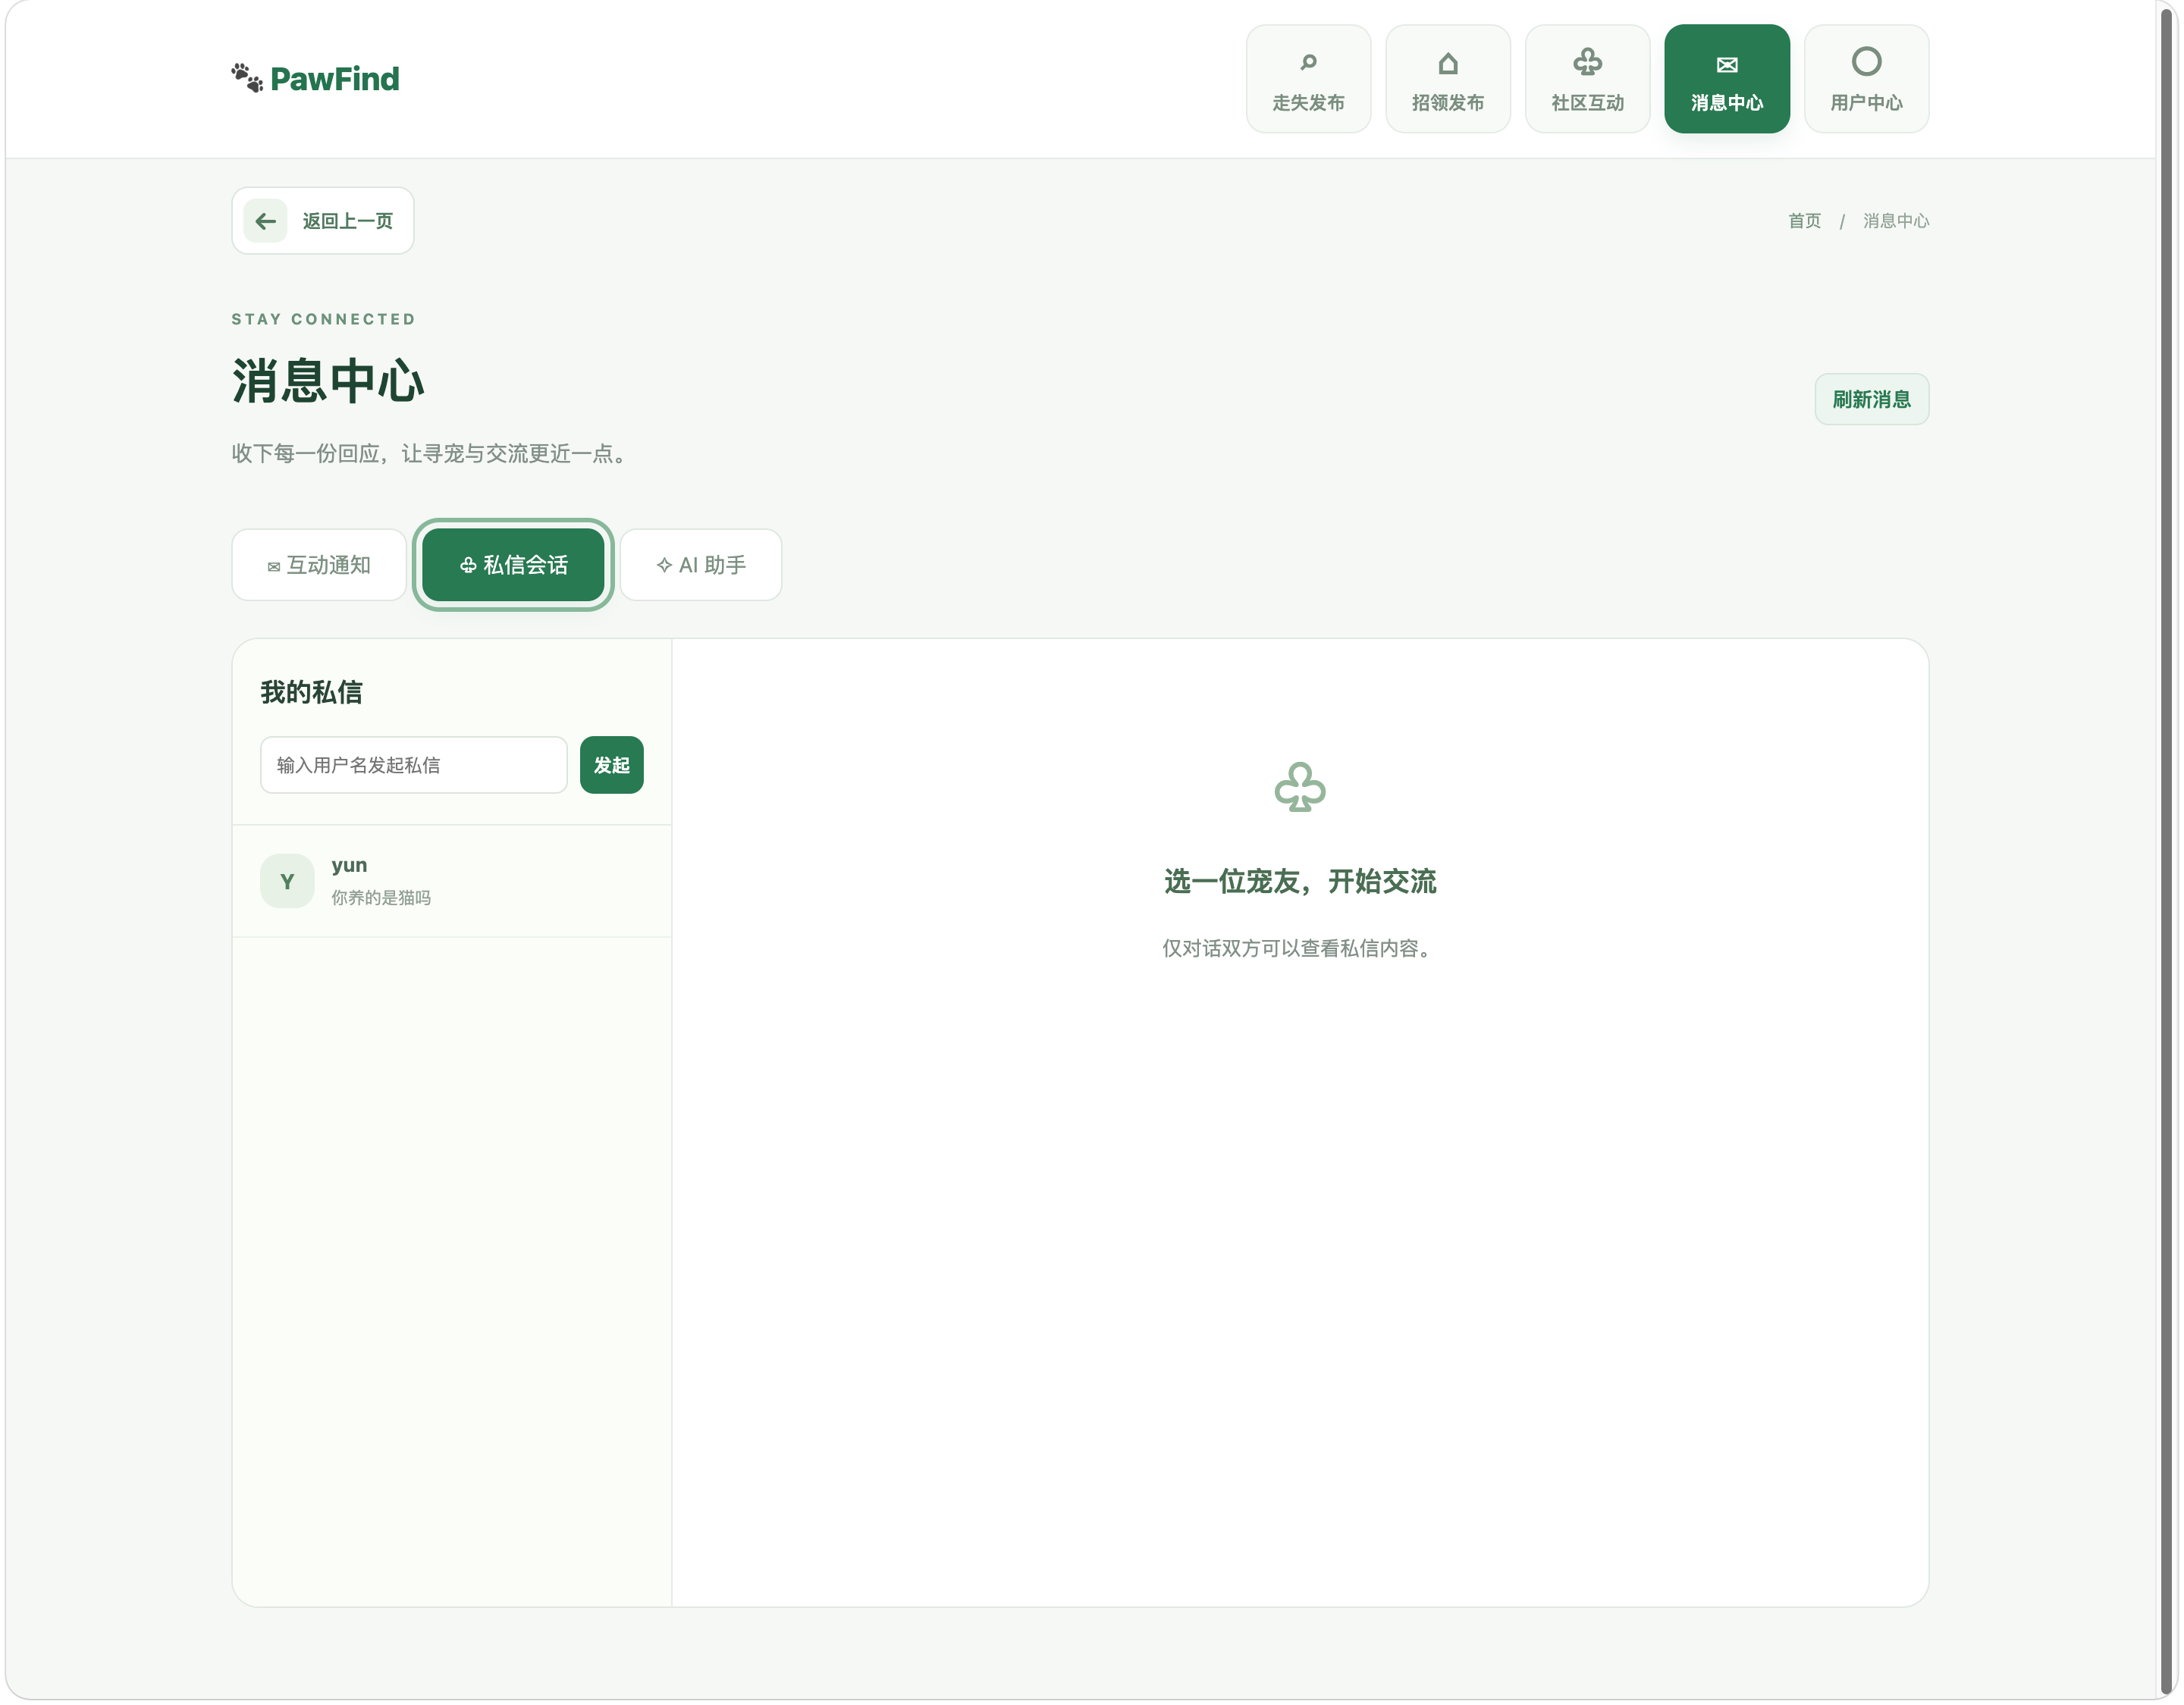 PawFind
走失发布
招领发布
社区互动
消息中心
用户中心
返回上一页
首页 / 消息中心
STAY CONNECTED
消息中心
刷新消息
收下每一份回应，让寻宠与交流更近一点。
互动通知
私信会话
AI 助手
我的私信
输入用户名发起私信
发起
Y
yun
你养的是猫吗
选一位宠友，开始交流
仅对话双方可以查看私信内容。